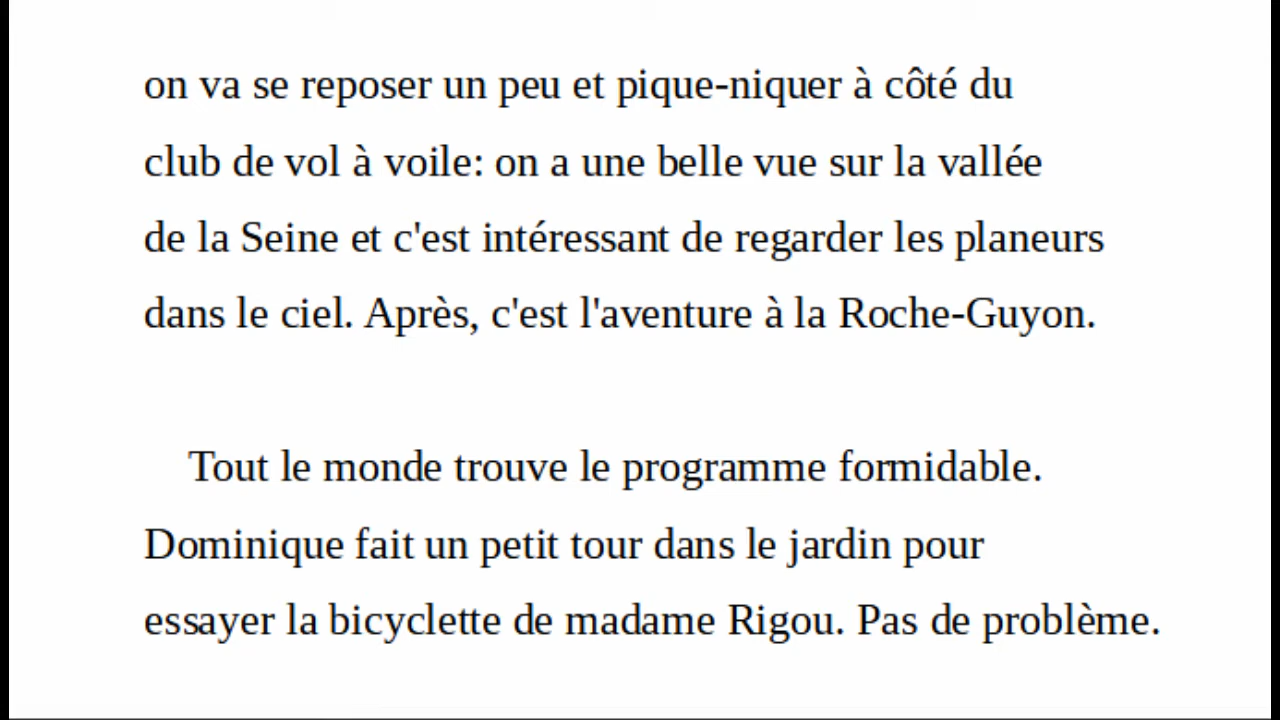 on va se reposer un peu et pique-niquer à côté du
club de vol à voile: on a une belle vue sur la vallée
de la Seine et c'est intéressant de regarder les planeurs
dans le ciel. Après, c'est l'aventure à la Roche-Guyon.
Tout le monde trouve le programme formidable.
Dominique fait un petit tour dans le jardin pour
essayer la bicyclette de madame Rigou. Pas de problème.